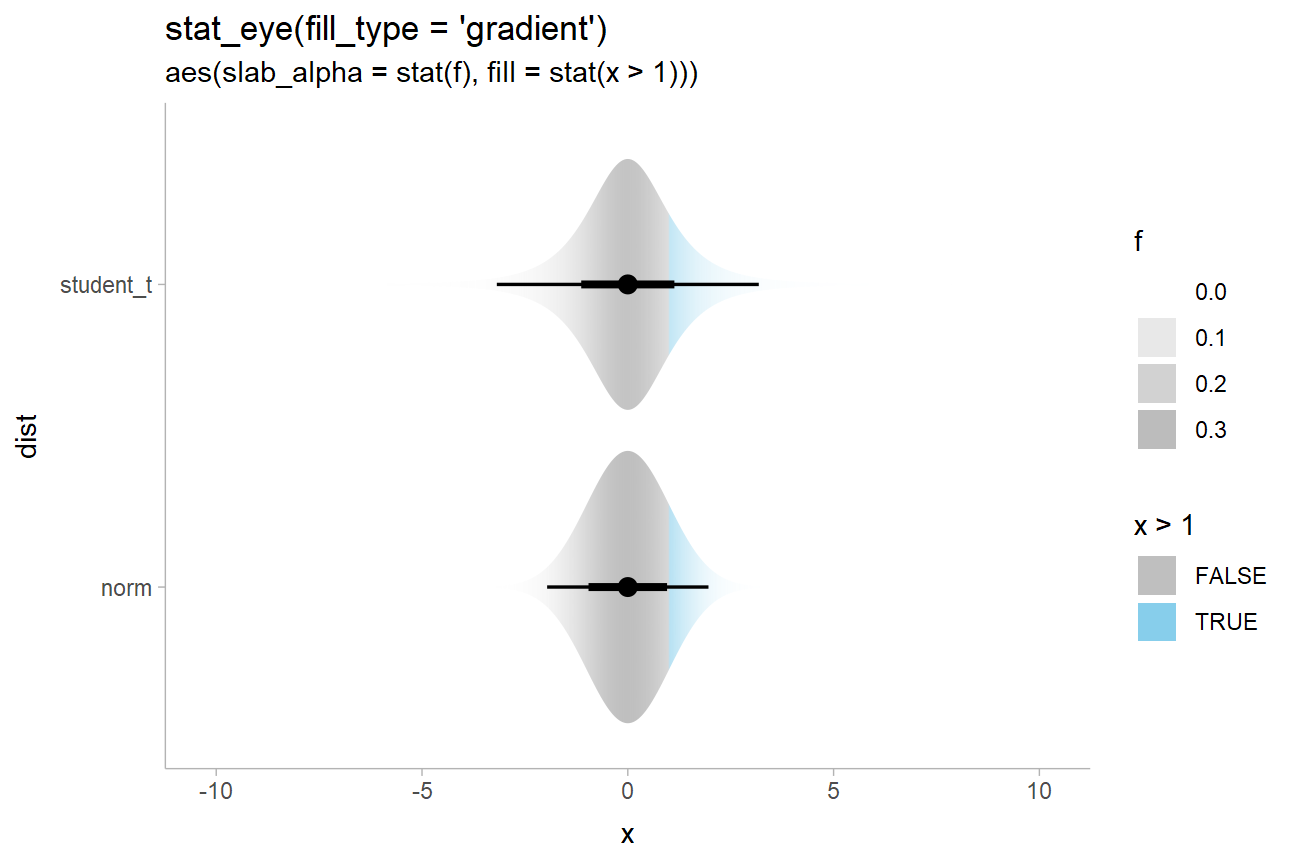 stat_eye(fill_type = 'gradient')
aes(slab_alpha = stat(f), fill = stat(x > 1)))
dist
student_t
norm
-10
-5
0
5
10
x
f
0.0
0.1
0.2
0.3
x > 1
FALSE
TRUE